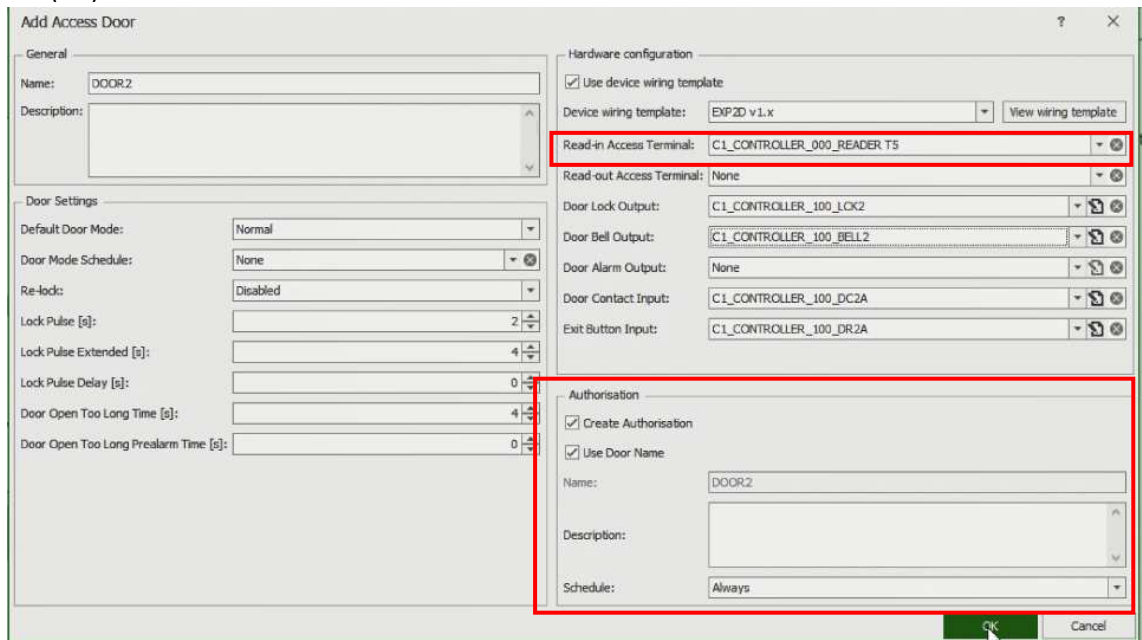 Add Access Door
?
General
Name: DOOR2
Description:
Door Settings
Default Door Mode: Normal
Door Mode Schedule: None
Re-lock: Disabled
Lock Pulse [s]: 2
Lock Pulse Extended [s]: 4
Lock Pulse Delay [s]: 0
Door Open Too Long Time [s]: 4
Door Open Too Long Prealarm Time [s]: 0
Hardware configuration
Use device wiring template
Device wiring template: EXP2D v1.x View wiring template
Read-in Access Terminal: C1_CONTROLLER_000_READER T5
Read-out Access Terminal: None
Door Lock Output: C1_CONTROLLER_100_LCK2
Door Bell Output: C1_CONTROLLER_100_BELL2
Door Alarm Output: None
Door Contact Input: C1_CONTROLLER_100_DC2A
Exit Button Input: C1_CONTROLLER_100_DR2A
Authorisation
Create Authorisation
Use Door Name
Name: DOOR2
Description:
Schedule: Always
OK Cancel